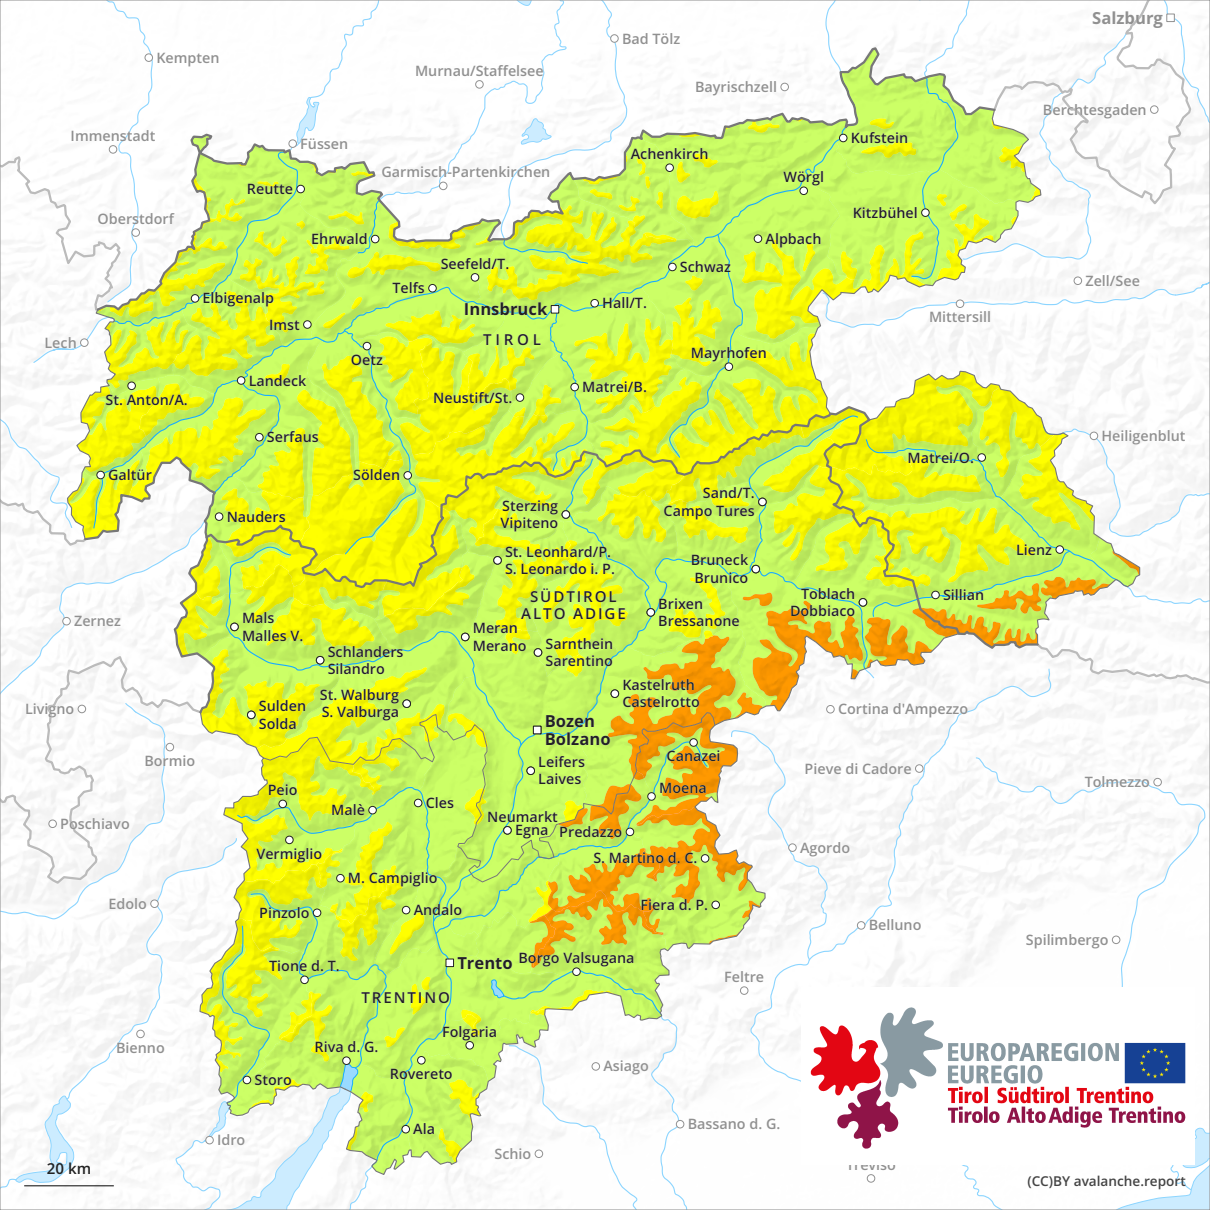 Salzburg
Bad Tölz
Kempten
Murnau/Staffelsee
Bayrischzell
Berchtesgaden
Immenstadt
Füssen
Kufstein
Achenkirch
Garmisch-Partenkirchen
Wörgl
Reutte
Oberstdorf
Kitzbühel
Ehrwald
Alpbach
Seefeld/T.
Schwaz
Zell/See
Telfs
Elbigenalp
Hall/T.
Innsbruck
Mittersill
Imst
TIROL
Lech
Oetz
Mayrhofen
Landeck
Matrei/B.
St. Anton/A.
Neustift/St.
Serfaus
Heiligenblut
Matrei/O.
Galtür
Sölden
Sand/T.
Campo Tures
Sterzing
Vipiteno
Nauders
Lienz
St. Leonhard/P.
S. Leonardo i. P.
Bruneck
Brunico
SÜDTIROL
ALTO ADIGE
Toblach
Dobbiaco
Sillian
Brixen
Bressanone
Zernez
Mals
Malles V.
Meran
Merano
Sarnthein
Sarentino
Schlanders
Silandro
Kastelruth
Castelrotto
St. Walburg
S. Valburga
Sulden
Solda
Livigno
Cortina d'Ampezzo
Bozen
Bolzano
Bormio
Canazei
Leifers
Laives
Pieve di Cadore
Tolmezzo
Peio
Moena
Malè
Cles
Neumarkt
Egna
Predazzo
Poschiavo
Vermiglio
Agordo
S. Martino d. C.
M. Campiglio
Edolo
Pinzolo
Andalo
Fiera d. P.
Belluno
Spilimbergo
Trento
Borgo Valsugana
Tione d. T.
Feltre
TRENTINO
Folgaria
Bienno
Riva d. G.
Rovereto
Asiago
Storo
EUROPAREGION
EUREGIO
Tirol Südtirol Trentino
Tirolo Alto Adige Trentino
Ala
Bassano d. G.
Idro
Schio
Treviso
20 km
(CC)BY avalanche.report